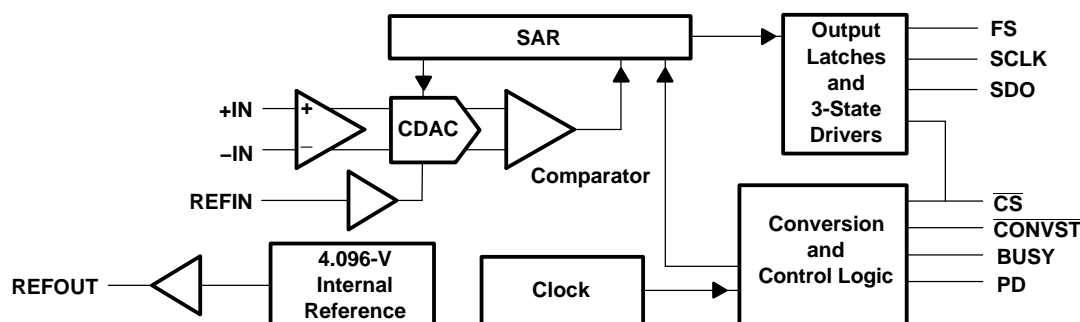 SAR
Output
Latches
and
3-State
Drivers
FS
SCLK
SDO
+IN
+
CDAC
–IN
–
Comparator
REFIN
CS
CONVST
BUSY
PD
Conversion
and
Control Logic
4.096-V
Internal
Reference
REFOUT
Clock